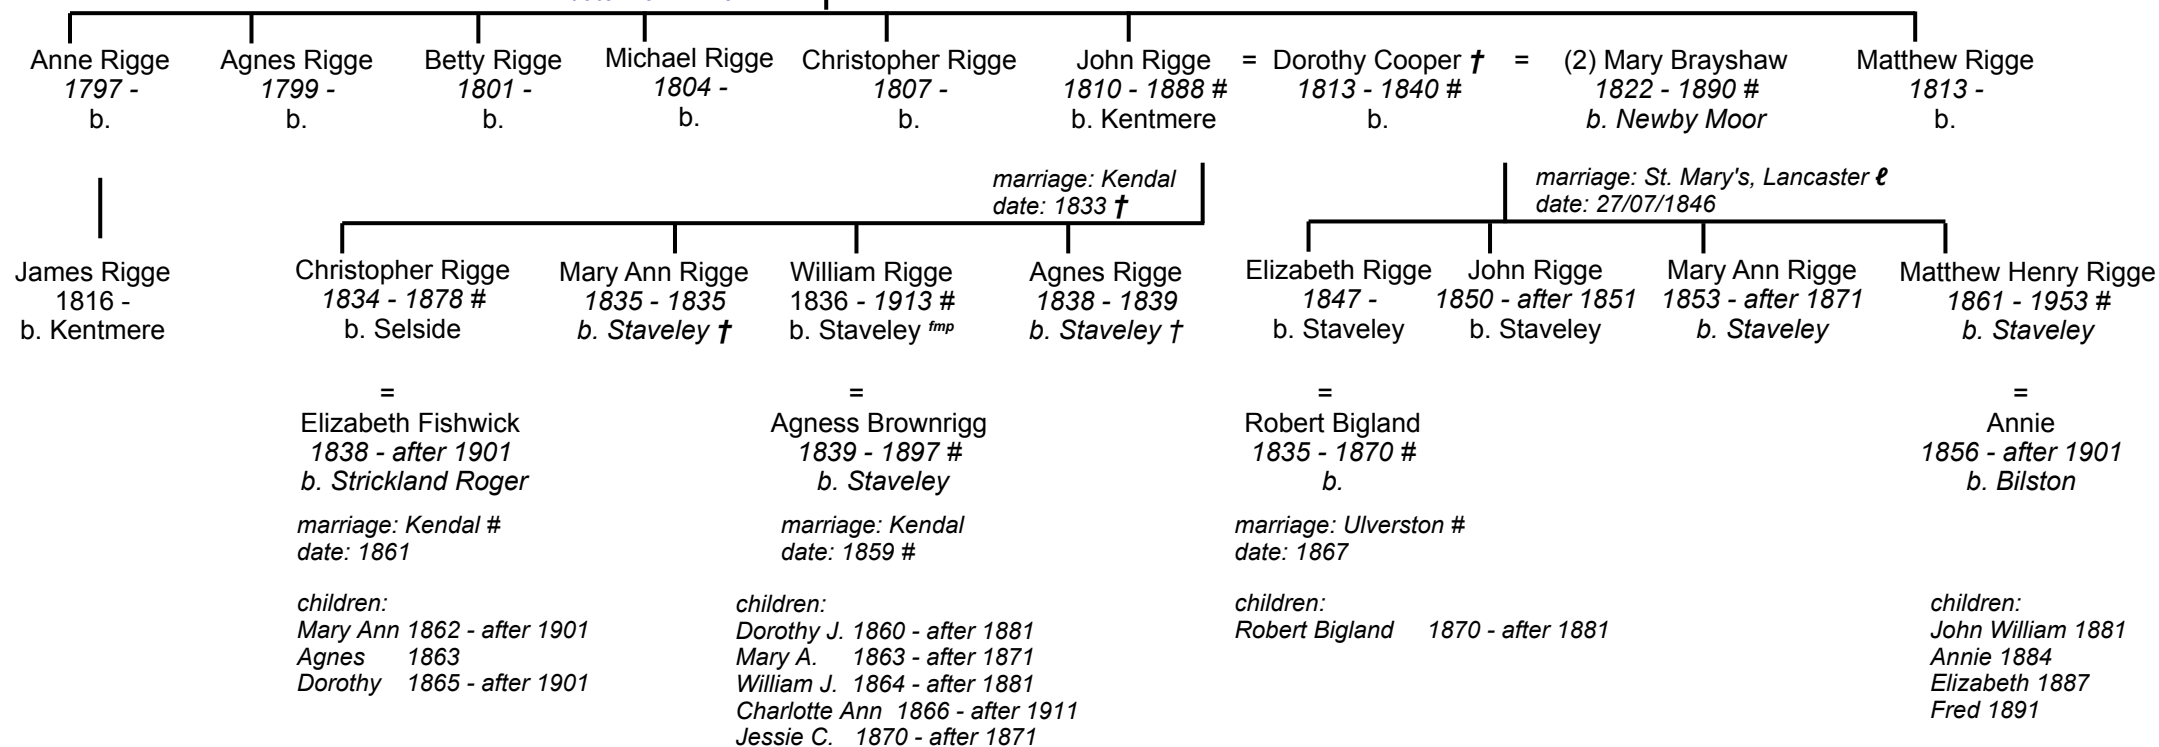 Anne Rigge
1797 -
b.
Agnes Rigge
1799 -
b.
Betty Rigge
1801 -
b.
Michael Rigge
1804 -
b.
Christopher Rigge
1807 -
b.
John Rigge
1810 - 1888 #
b. Kentmere
=
Dorothy Cooper †
1813 - 1840 #
b.
=
(2) Mary Brayshaw
1822 - 1890 #
b. Newby Moor
Matthew Rigge
1813 -
b.
marriage: Kendal
date: 1833 †
marriage: St. Mary's, Lancaster ℓ
date: 27/07/1846
James Rigge
1816 -
b. Kentmere
Christopher Rigge
1834 - 1878 #
b. Selside
Mary Ann Rigge
1835 - 1835
b. Staveley †
William Rigge
1836 - 1913 #
b. Staveley fmp
Agnes Rigge
1838 - 1839
b. Staveley †
Elizabeth Rigge
1847 -
b. Staveley
John Rigge
1850 - after 1851
b. Staveley
Mary Ann Rigge
1853 - after 1871
b. Staveley
Matthew Henry Rigge
1861 - 1953 #
b. Staveley
=
Elizabeth Fishwick
1838 - after 1901
b. Strickland Roger
marriage: Kendal #
date: 1861
children:
Mary Ann 1862 - after 1901
Agnes 1863
Dorothy 1865 - after 1901
=
Agness Brownrigg
1839 - 1897 #
b. Staveley
marriage: Kendal
date: 1859 #
children:
Dorothy J. 1860 - after 1881
Mary A. 1863 - after 1871
William J. 1864 - after 1881
Charlotte Ann 1866 - after 1911
Jessie C. 1870 - after 1871
=
Robert Bigland
1835 - 1870 #
b.
marriage: Ulverston #
date: 1867
children:
Robert Bigland 1870 - after 1881
=
Annie
1856 - after 1901
b. Bilston
children:
John William 1881
Annie 1884
Elizabeth 1887
Fred 1891